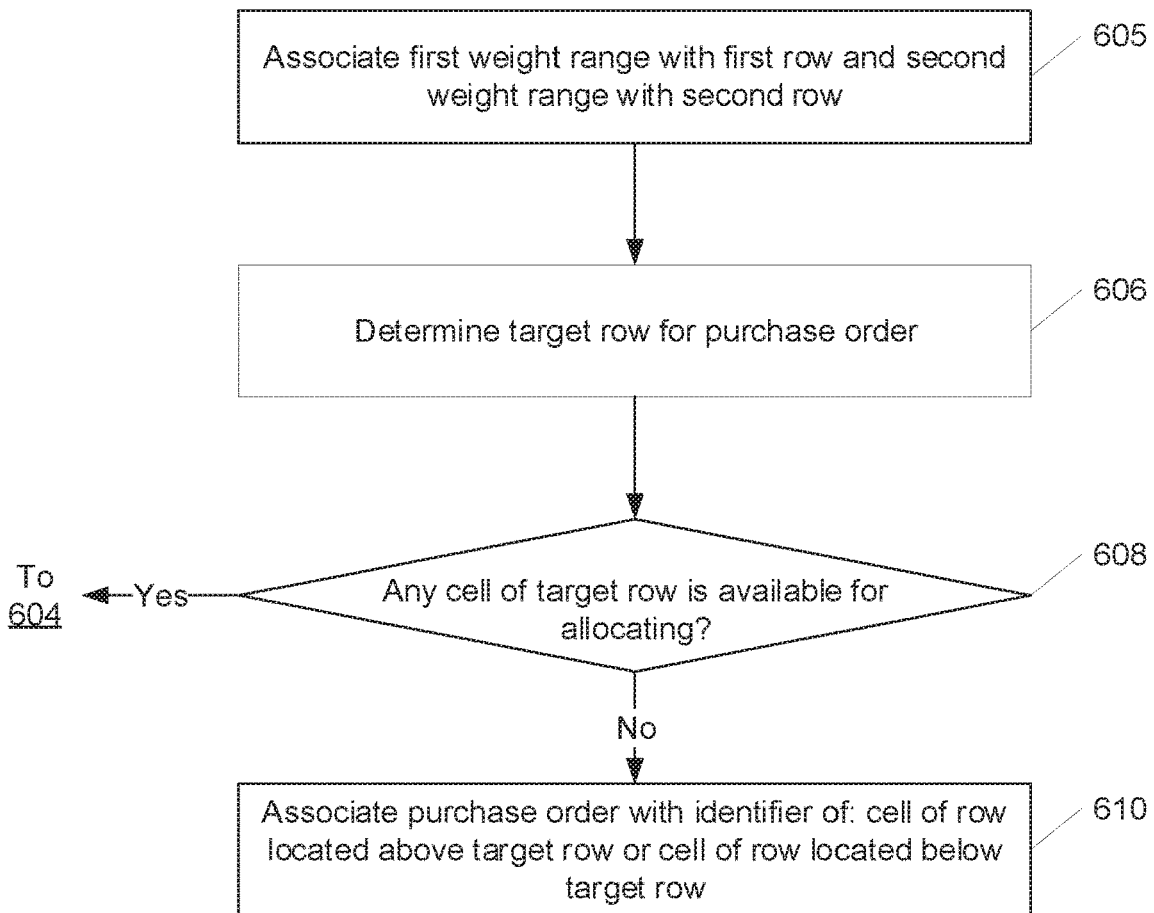 Associate first weight range with first row and second
weight range with second row
605
Determine target row for purchase order
606
Any cell of target row is available for
allocating?
608
To
604
Yes
No
Associate purchase order with identifier of: cell of row
located above target row or cell of row located below
target row
610